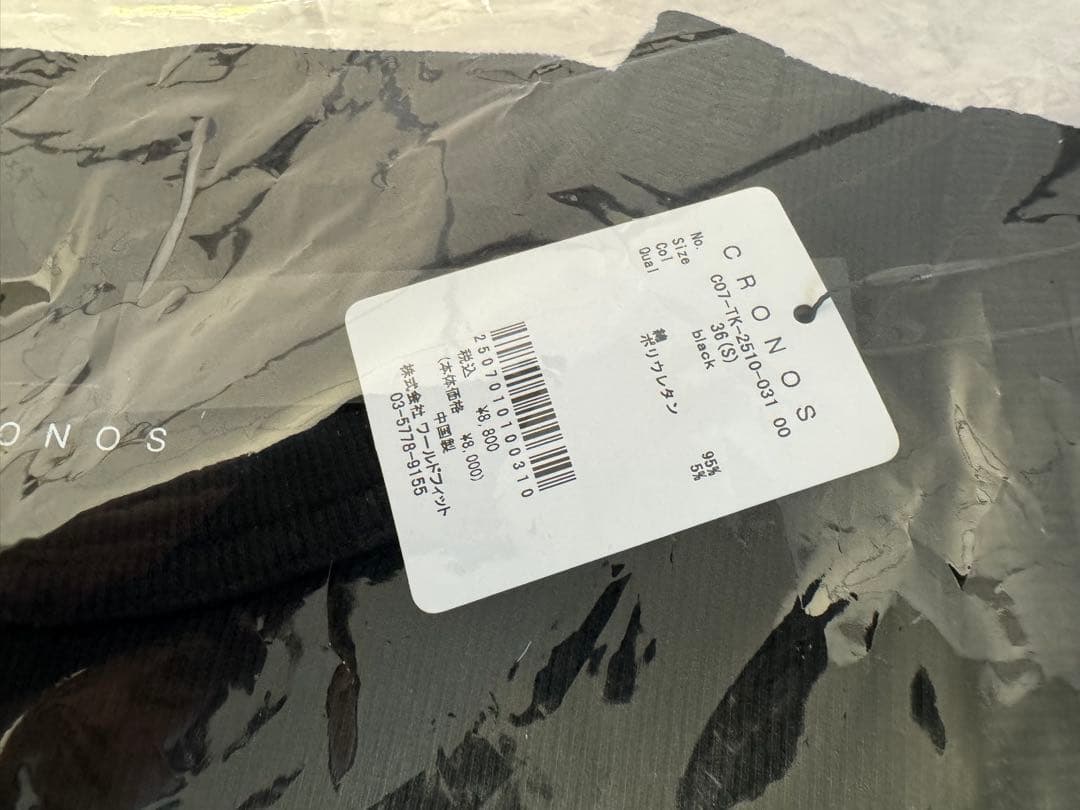 CRONOS
No. C07-TK-2510-031 00
Size 36(S)
Col black
Qual 綿 95%
ポリウレタン 5%
2507010100310
税込 ¥8,800
(本体価格 ¥8,000)
中国製
株式会社 ワールドフィット
03-5778-9155
ONOS